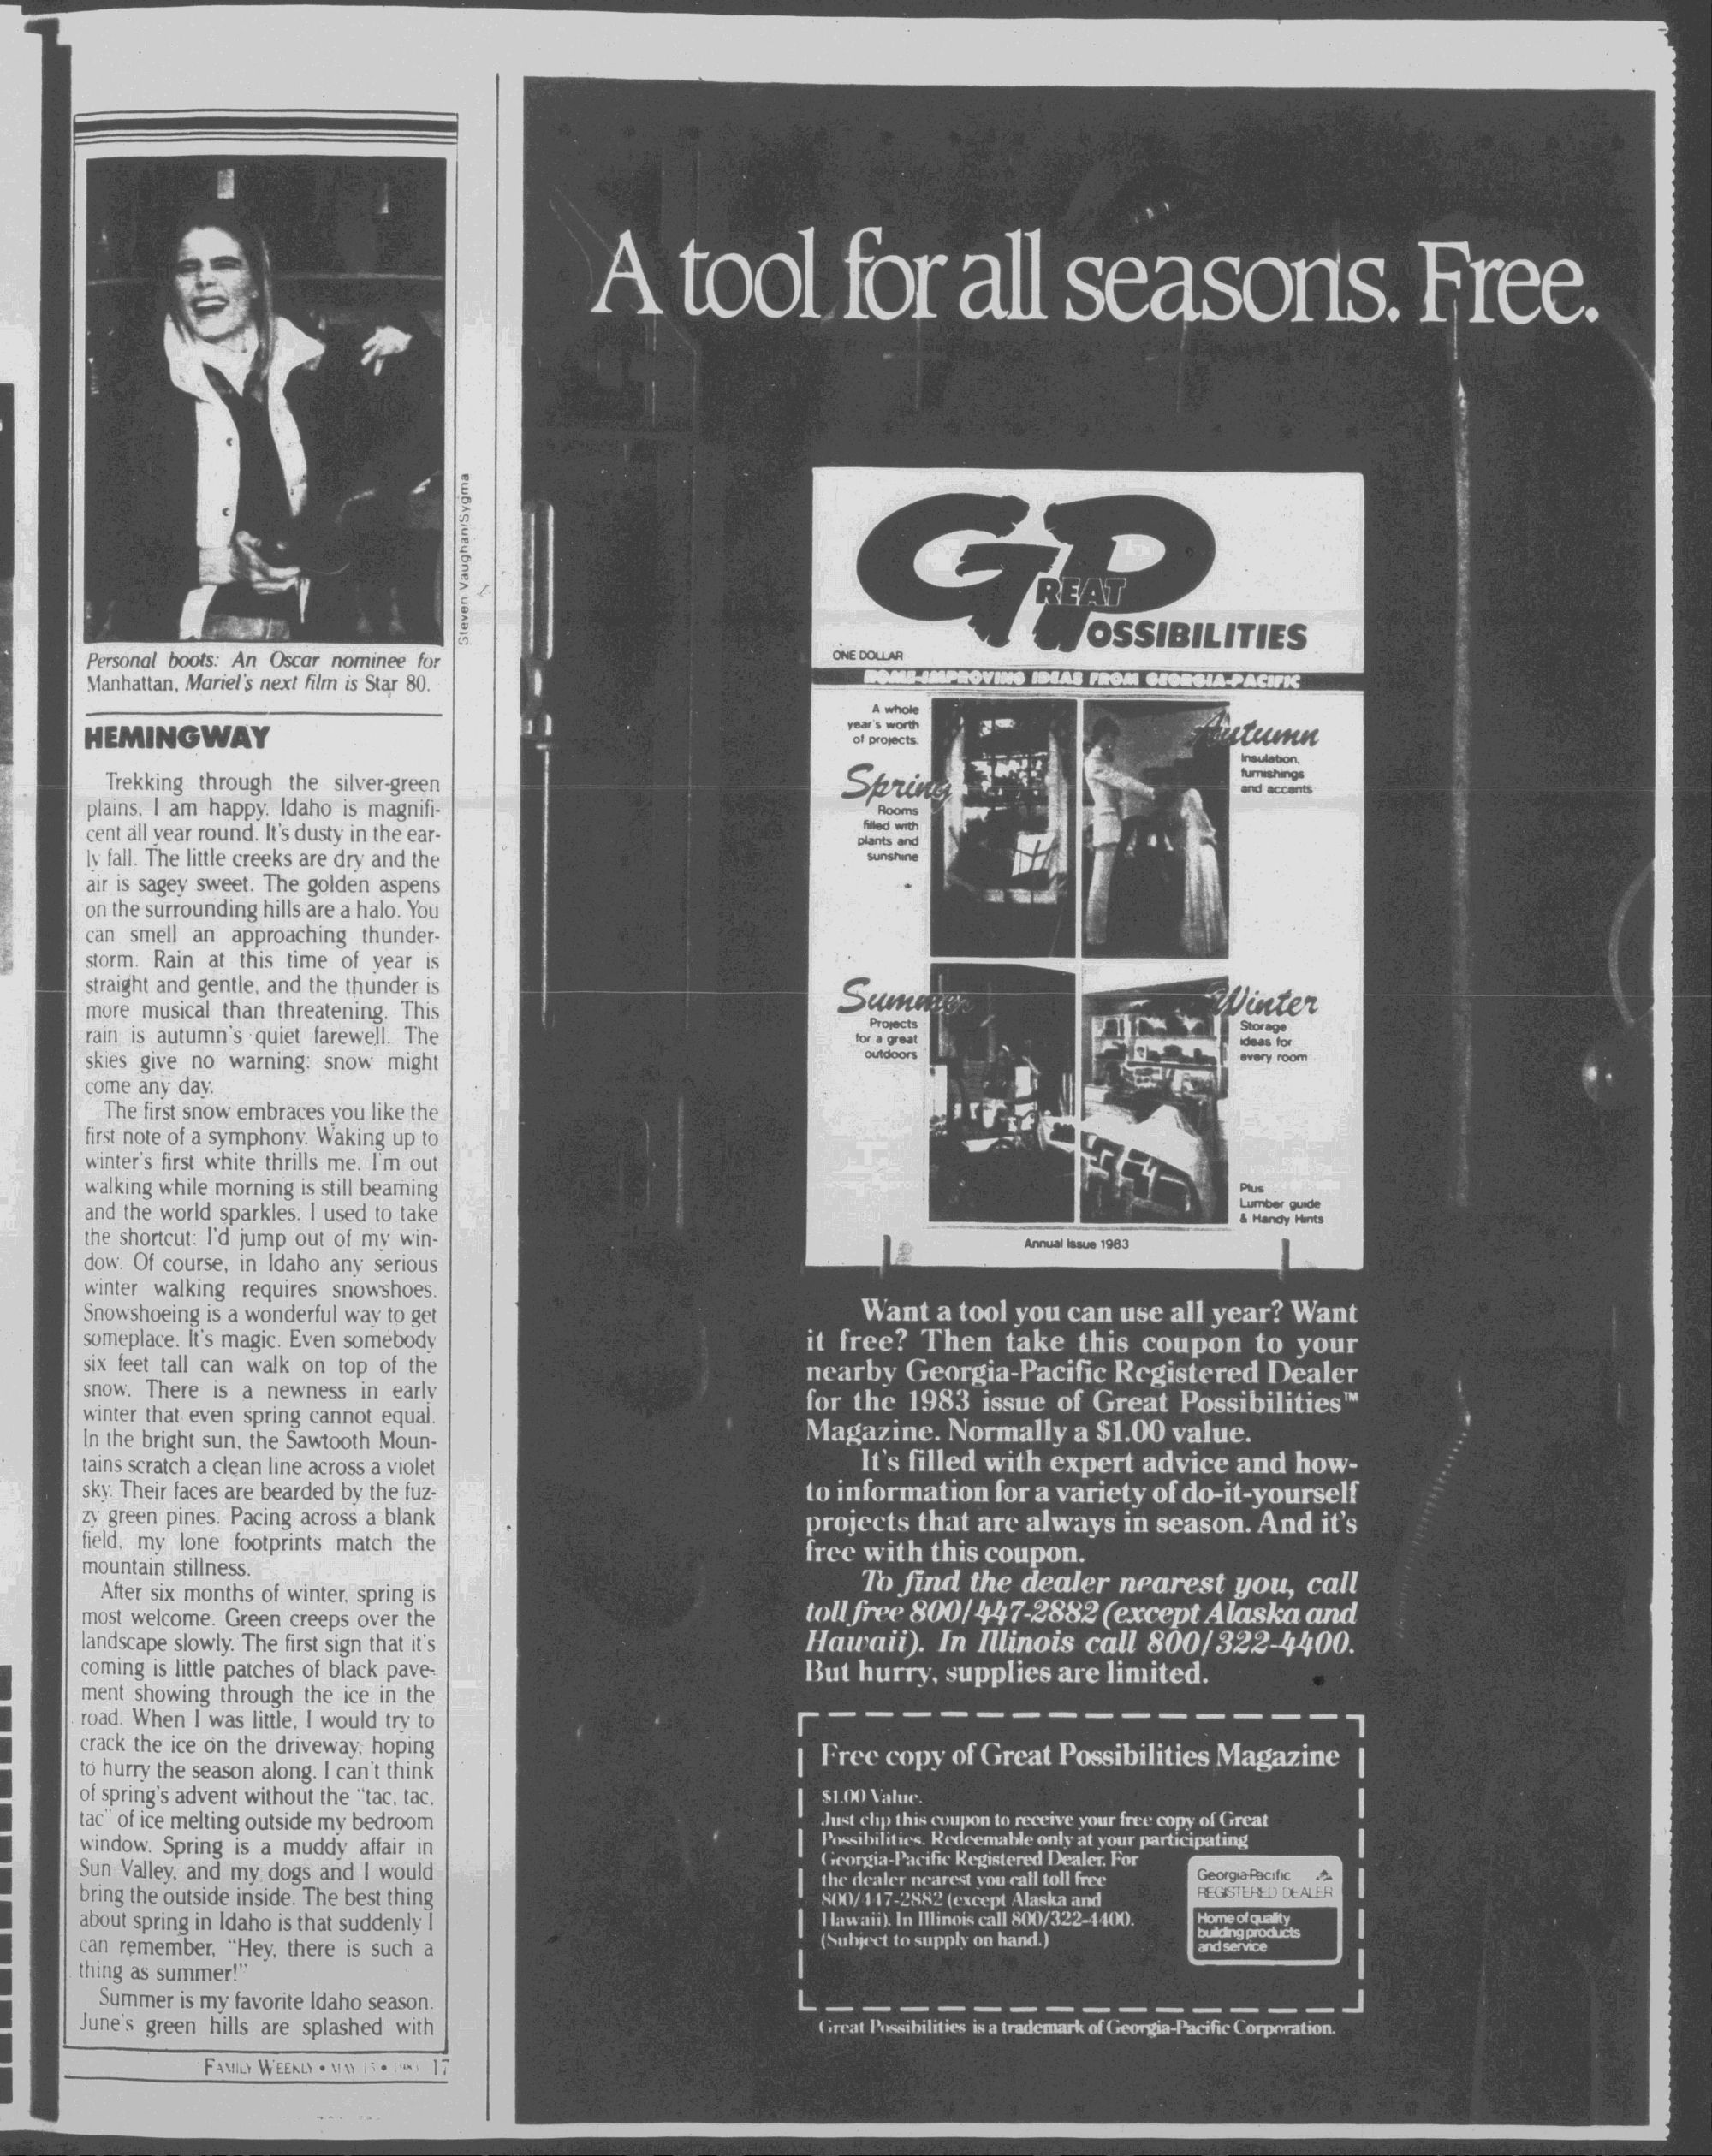 Steven Vaughan/Sygma
Personal boots: An Oscar nominee for
Manhattan, Mariel's next film is Star 80.
HEMINGWAY
Trekking through the silver-green
plains, I am happy. Idaho is magnifi-
cent all year round. It's dusty in the ear-
ly fall. The little creeks are dry and the
air is sagey sweet. The golden aspens
on the surrounding hills are a halo. You
can smell an approaching thunder-
storm. Rain at this time of year is
straight and gentle, and the thunder is
more musical than threatening. This
rain is autumn's quiet farewell. The
skies give no warning: snow might
come any day.
The first snow embraces you like the
first note of a symphony. Waking up to
winter's first white thrills me. I'm out
walking while morning is still beaming
and the world sparkles. I used to take
the shortcut: I'd jump out of my win-
dow. Of course, in Idaho any serious
winter walking requires snowshoes.
Snowshoeing is a wonderful way to get
someplace. It's magic. Even somebody
six feet tall can walk on top of the
snow. There is a newness in early
winter that even spring cannot equal.
In the bright sun, the Sawtooth Moun-
tains scratch a clean line across a violet
sky. Their faces are bearded by the fuz-
zy green pines. Pacing across a blank
field, my lone footprints match the
mountain stillness.
After six months of winter, spring is
most welcome. Green creeps over the
landscape slowly. The first sign that it's
coming is little patches of black pave-
ment showing through the ice in the
road. When I was little, I would try to
crack the ice on the driveway, hoping
to hurry the season along. I can't think
of spring's advent without the "tac, tac,
tac" of ice melting outside my bedroom
window. Spring is a muddy affair in
Sun Valley, and my dogs and I would
bring the outside inside. The best thing
about spring in Idaho is that suddenly I
can remember, "Hey, there is such a
thing as summer!"
Summer is my favorite Idaho season.
June's green hills are splashed with
FAMILY WEEKLY • MAY 15 • 1983 17
A tool for all seasons. Free.
GREAT
POSSIBILITIES
ONE DOLLAR
HOME-IMPROVING IDEAS FROM GEORGIA-PACIFIC
A whole
year's worth
of projects:
Spring
Rooms
filled with
plants and
sunshine
Autumn
Insulation,
furnishings
and accents
Summer
Projects
for a great
outdoors
Winter
Storage
ideas for
every room
Plus
Lumber guide
& Handy Hints
Annual Issue 1983
Want a tool you can use all year? Want
it free? Then take this coupon to your
nearby Georgia-Pacific Registered Dealer
for the 1983 issue of Great Possibilities™
Magazine. Normally a $1.00 value.
It's filled with expert advice and how-
to information for a variety of do-it-yourself
projects that are always in season. And it's
free with this coupon.
To find the dealer nearest you, call
toll free 800/447-2882 (except Alaska and
Hawaii). In Illinois call 800/322-4400.
But hurry, supplies are limited.
Free copy of Great Possibilities Magazine
$1.00 Value.
Just clip this coupon to receive your free copy of Great
Possibilities. Redeemable only at your participating
Georgia-Pacific Registered Dealer. For
the dealer nearest you call toll free
800/447-2882 (except Alaska and
Hawaii). In Illinois call 800/322-4400.
(Subject to supply on hand.)
Georgia-Pacific
REGISTERED DEALER
Home of quality
building products
and service
Great Possibilities is a trademark of Georgia-Pacific Corporation.